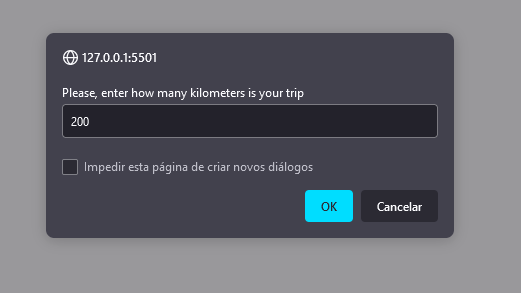 127.0.0.1:5501
Please, enter how many kilometers is your trip
200
Impedir esta página de criar novos diálogos
OK
Cancelar